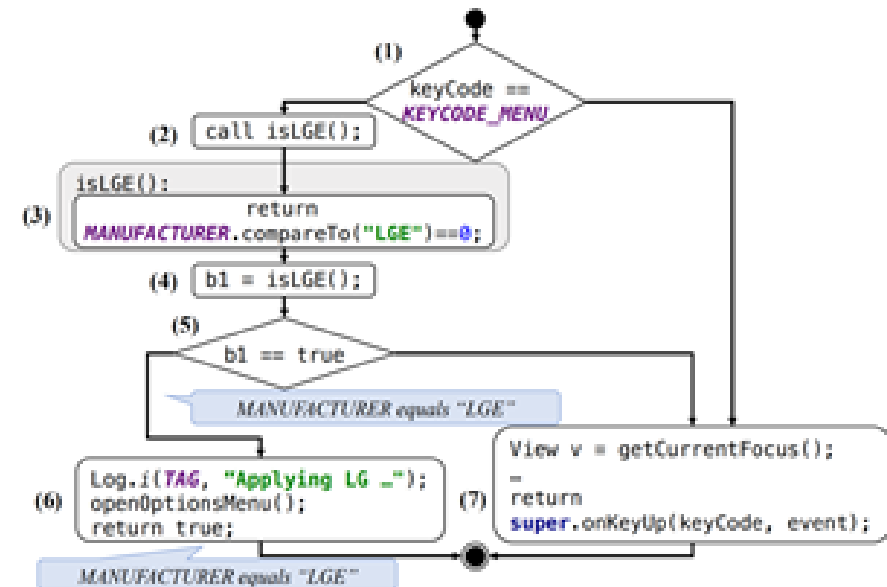 (1)
keyCode ==
KEYCODE_MENU
(2)
call isLGE();
isLGE():
(3)
return
MANUFACTURER.compareTo("LGE")==0;
(4)
b1 = isLGE();
(5)
b1 == true
MANUFACTURER equals "LGE"
(6)
Log.i(TAG, "Applying LG …");
openOptionsMenu();
return true;
(7)
View v = getCurrentFocus();
…
return
super.onKeyUp(keyCode, event);
MANUFACTURER equals "LGE"